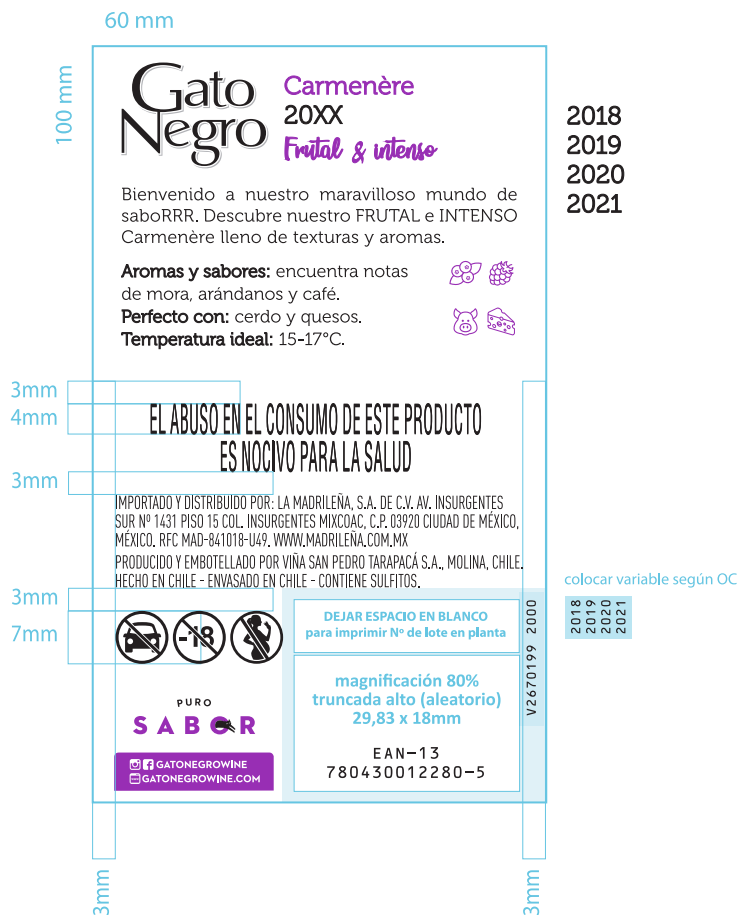 60 mm
100 mm
Gato
Negro
Carmenère
20XX
Frutal & intenso
2018
2019
2020
2021
Bienvenido a nuestro maravilloso mundo de
saboRRR. Descubre nuestro FRUTAL e INTENSO
Carmenère lleno de texturas y aromas.
Aromas y sabores: encuentra notas
de mora, arándanos y café.
Perfecto con: cerdo y quesos.
Temperatura ideal: 15-17°C.
3mm
4mm
EL ABUSO EN EL CONSUMO DE ESTE PRODUCTO
ES NOCIVO PARA LA SALUD
3mm
IMPORTADO Y DISTRIBUIDO POR: LA MADRILEÑA, S.A. DE C.V. AV. INSURGENTES
SUR Nº 1431 PISO 15 COL. INSURGENTES MIXCOAC, C.P. 03920 CIUDAD DE MÉXICO,
MÉXICO. RFC MAD-841018-U49. WWW.MADRILEÑA.COM.MX
PRODUCIDO Y EMBOTELLADO POR VIÑA SAN PEDRO TARAPACÁ S.A., MOLINA, CHILE.
HECHO EN CHILE - ENVASADO EN CHILE - CONTIENE SULFITOS.
3mm
7mm
-18
DEJAR ESPACIO EN BLANCO
para imprimir Nº de lote en planta
V2670199 2000
colocar variable según OC
2018
2019
2020
2021
magnificación 80%
truncada alto (aleatorio)
29,83 x 18mm
EAN-13
780430012280-5
PURO
SABOR
GATONEGROWINE
GATONEGROWINE.COM
3mm
3mm